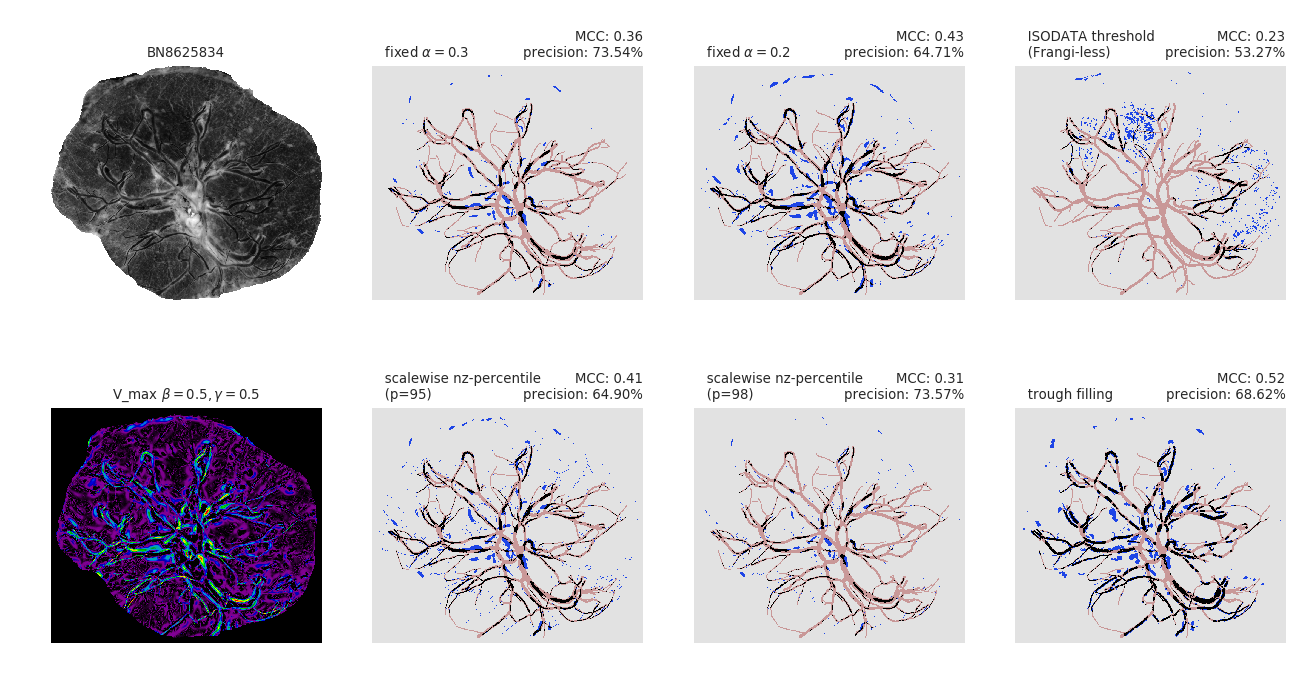 BN8625834
fixed α = 0.3
MCC: 0.36
precision: 73.54%
fixed α = 0.2
MCC: 0.43
precision: 64.71%
ISODATA threshold
(Frangi-less)
MCC: 0.23
precision: 53.27%
V_max β = 0.5, γ = 0.5
scalewise nz-percentile
(p=95)
MCC: 0.41
precision: 64.90%
scalewise nz-percentile
(p=98)
MCC: 0.31
precision: 73.57%
trough filling
MCC: 0.52
precision: 68.62%